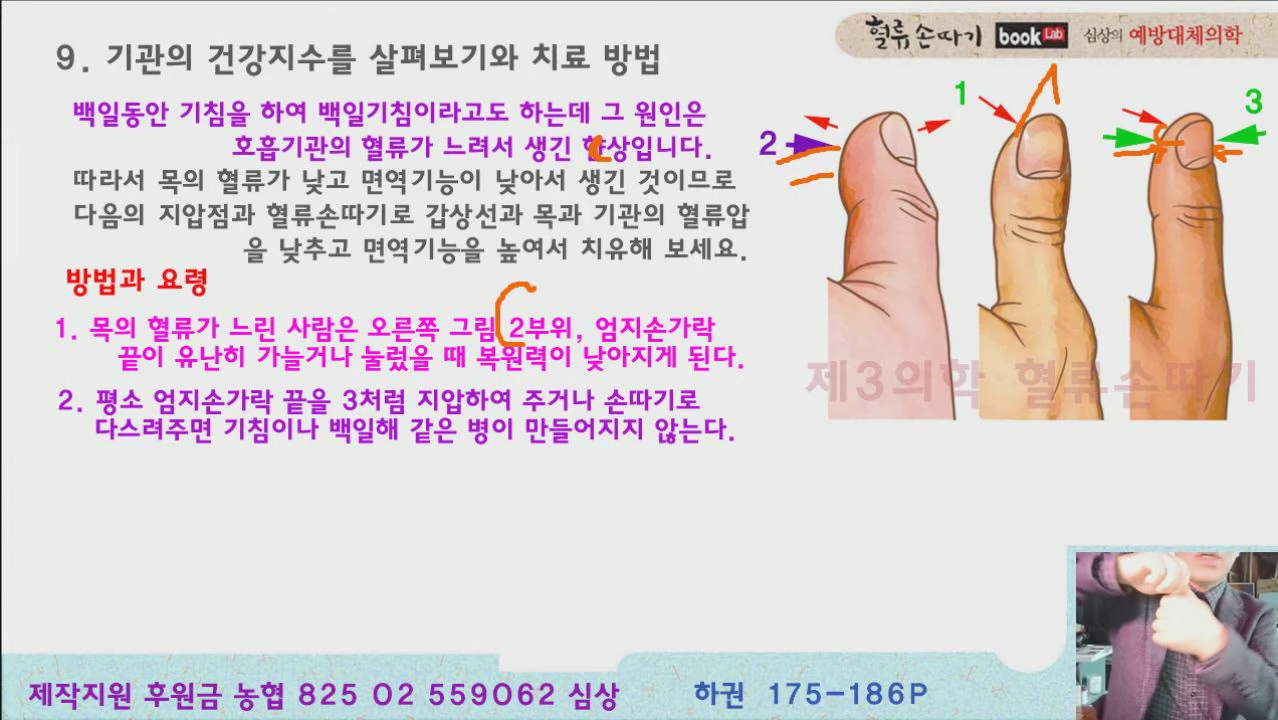 9. 기관의 건강지수를 살펴보기와 치료 방법
혈류손따기 book Lab 심상의 예방대체의학
백일동안 기침을 하여 백일기침이라고도 하는데 그 원인은
호흡기관의 혈류가 느려서 생긴 현상입니다.
따라서 목의 혈류가 낮고 면역기능이 낮아서 생긴 것이므로
다음의 지압점과 혈류손따기로 갑상선과 목과 기관의 혈류압
을 낮추고 면역기능을 높여서 치유해 보세요.
방법과 요령
1. 목의 혈류가 느린 사람은 오른쪽 그림 2부위, 엄지손가락
끝이 유난히 가늘거나 눌렀을 때 복원력이 낮아지게 된다.
2. 평소 엄지손가락 끝을 3처럼 지압하여 주거나 손따기로
다스려주면 기침이나 백일해 같은 병이 만들어지지 않는다.
2
1
3
제3의학 혈류손따기
제작지원 후원금 농협 825 02 559062 심상
하권 175-186P